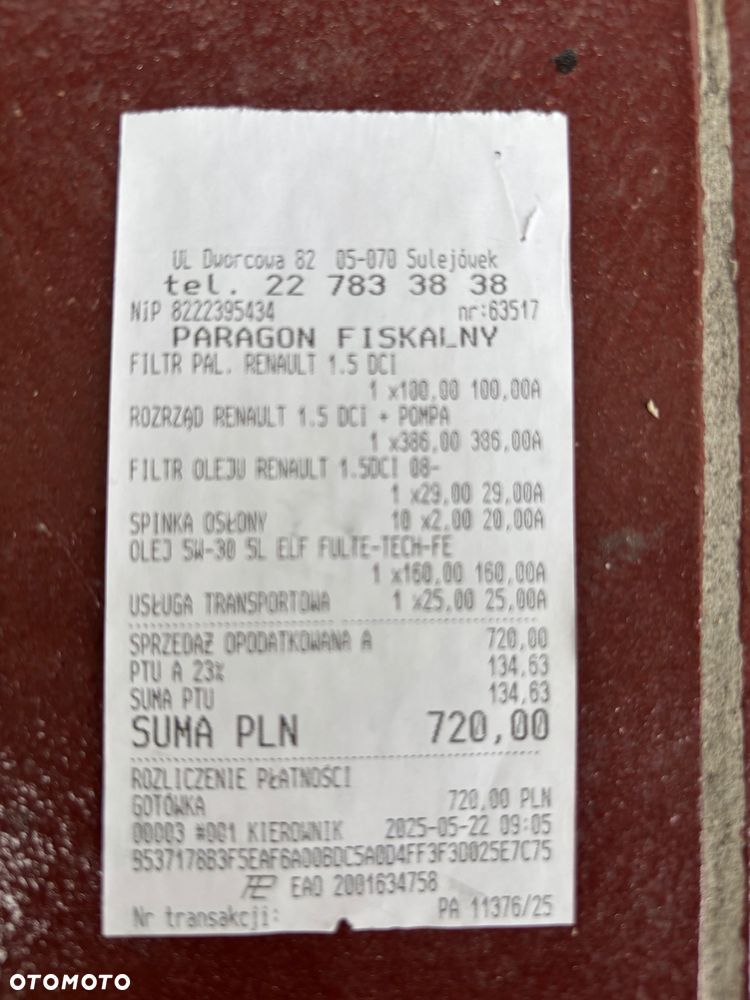 UL Dworcowa 82 05-070 Sulejówek
tel. 22 783 38 38
NiP 8222395434 nr:63517
PARAGON FISKALNY
FILTR PAL. RENAULT 1.5 DCI
1 x100,00 100,00A
ROZRZĄD RENAULT 1.5 DCI + POMPA
1 x386,00 386,00A
FILTR OLEJU RENAULT 1.5DCI 08-
1 x29,00 29,00A
SPINKA OSŁONY 10 x2,00 20,00A
OLEJ 5W-30 5L ELF FULTE-TECH-FE
1 x160,00 160,00A
USŁUGA TRANSPORTOWA 1 x25,00 25,00A
SPRZEDAŻ OPODATKOWANA A 720,00
PTU A 23% 134,63
SUMA PTU 134,63
SUMA PLN 720,00
ROZLICZENIE PŁATNOŚCI
GOTÓWKA 720,00 PLN
00003 #001 KIEROWNIK 2025-05-22 09:05
953717883F5EAF6A00BDC5A0D4FF3F3D025E7C75
EAO 2001634758
Nr transakcji: PA 11376/25
OTOMOTO